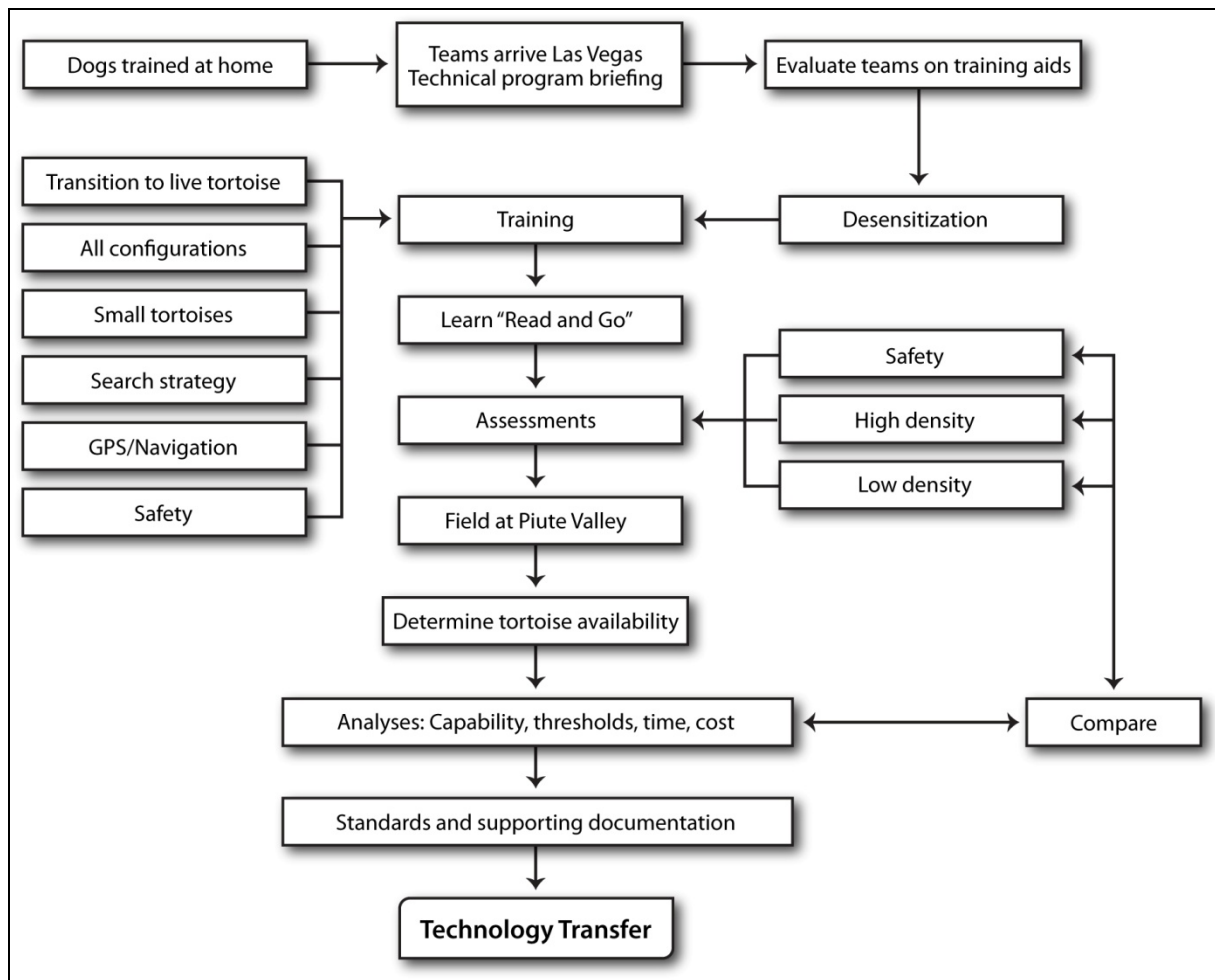 Dogs trained at home
Teams arrive Las Vegas
Technical program briefing
Evaluate teams on training aids
Transition to live tortoise
All configurations
Small tortoises
Search strategy
GPS/Navigation
Safety
Training
Desensitization
Learn “Read and Go”
Assessments
Safety
High density
Low density
Field at Piute Valley
Determine tortoise availability
Analyses: Capability, thresholds, time, cost
Compare
Standards and supporting documentation
Technology Transfer